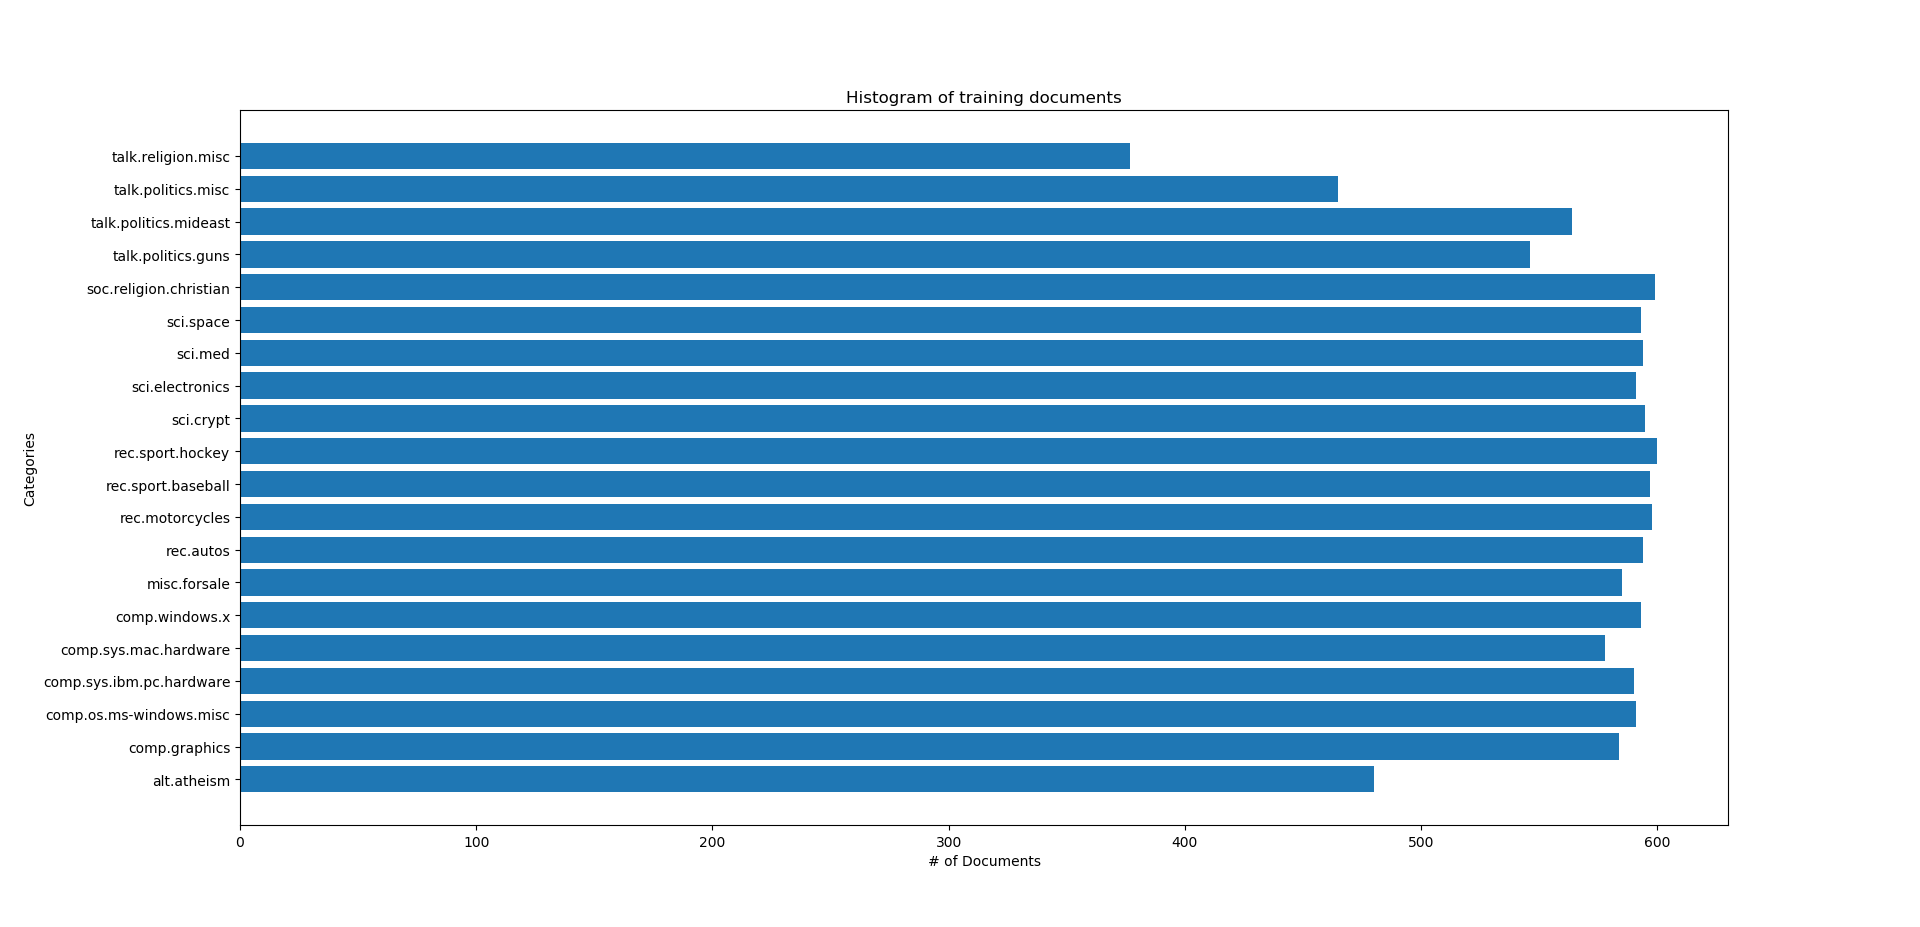 Histogram of training documents
talk.religion.misc
talk.politics.misc
talk.politics.mideast
talk.politics.guns
soc.religion.christian
sci.space
sci.med
sci.electronics
sci.crypt
rec.sport.hockey
rec.sport.baseball
rec.motorcycles
rec.autos
misc.forsale
comp.windows.x
comp.sys.mac.hardware
comp.sys.ibm.pc.hardware
comp.os.ms-windows.misc
comp.graphics
alt.atheism
Categories
0 100 200 300 400 500 600
# of Documents